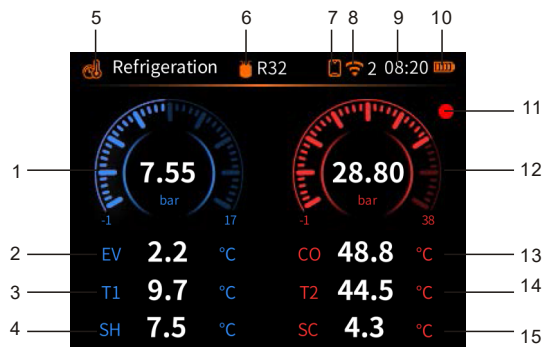 5 6 7 8 9 10
Refrigeration R32 2 08:20
11
1 7.55 28.80 12
bar bar
-1 17 -1 38
2 EV 2.2 °C CO 48.8 °C 13
3 T1 9.7 °C T2 44.5 °C 14
4 SH 7.5 °C SC 4.3 °C 15